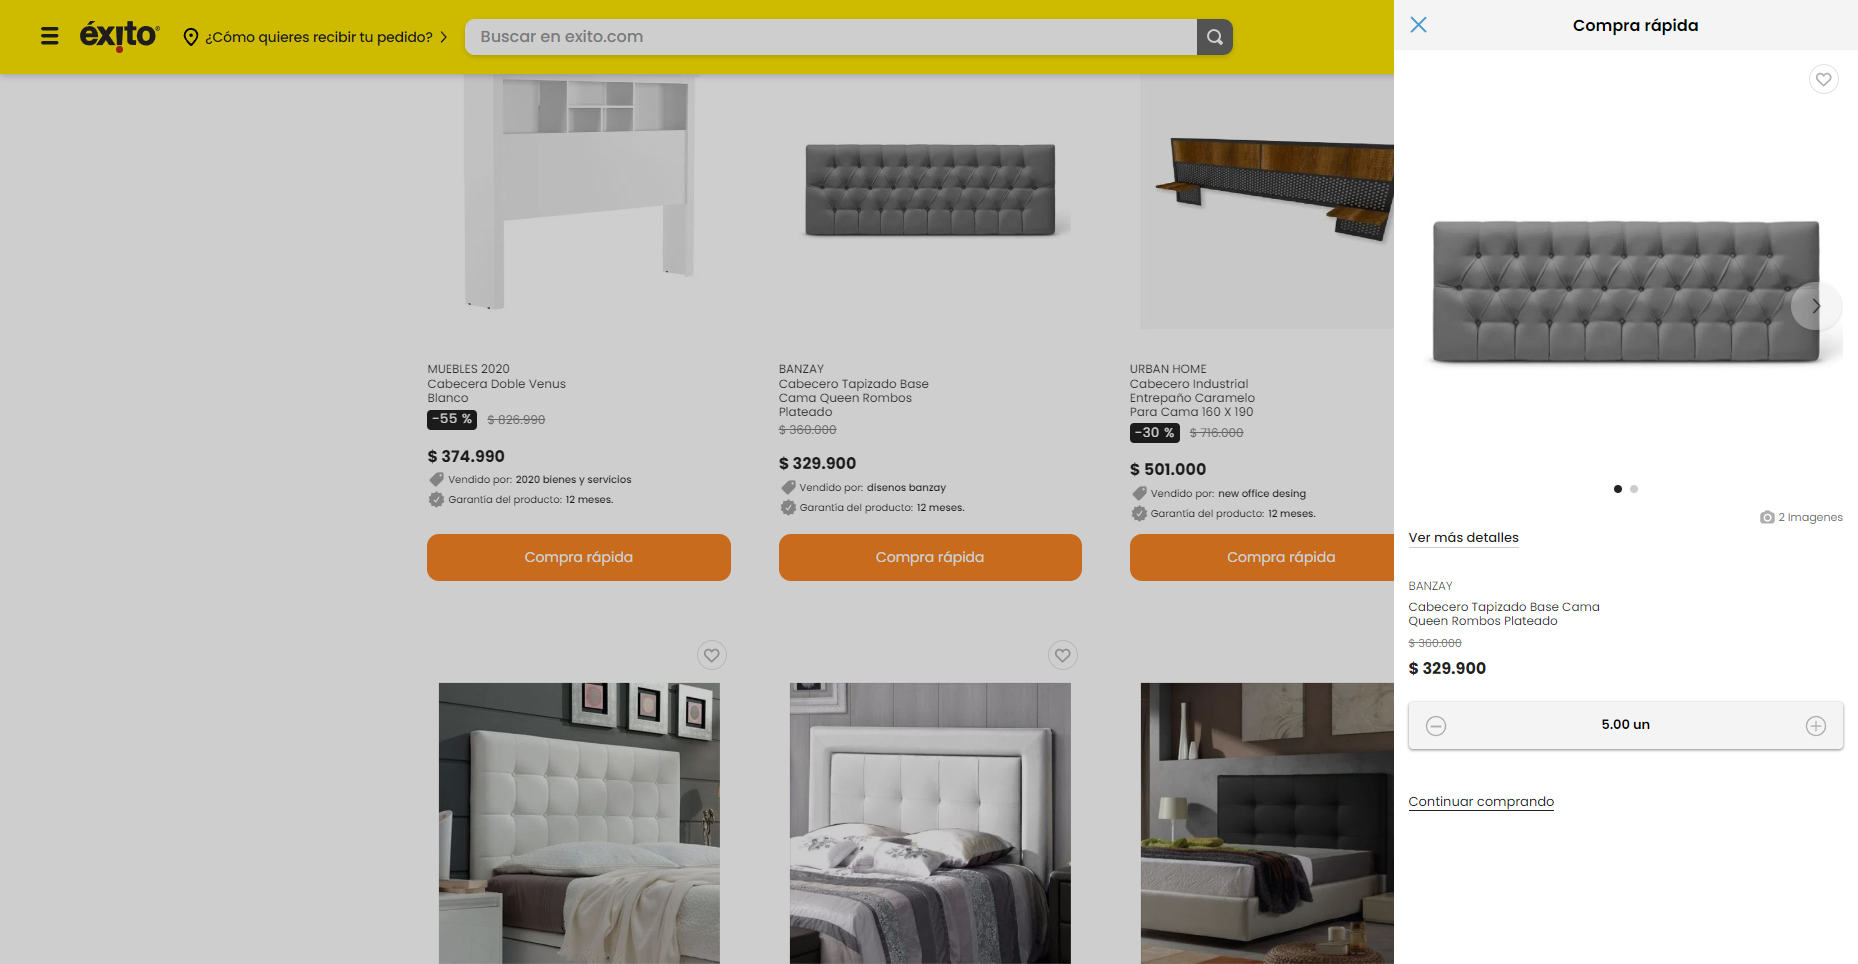 éxito
¿Cómo quieres recibir tu pedido?
Buscar en exito.com
MUEBLES 2020
Cabecera Doble Venus
Blanco
-55 % $ 826.990
$ 374.990
Vendido por: 2020 bienes y servicios
Garantía del producto: 12 meses.
Compra rápida
BANZAY
Cabecero Tapizado Base
Cama Queen Rombos
Plateado
$ 360.000
$ 329.900
Vendido por: disenos banzay
Garantía del producto: 12 meses.
Compra rápida
URBAN HOME
Cabecero Industrial
Entrepaño Caramelo
Para Cama 160 X 190
-30 % $ 716.000
$ 501.000
Vendido por: new office desing
Garantía del producto: 12 meses.
Compra rápida
Compra rápida
2 Imagenes
Ver más detalles
BANZAY
Cabecero Tapizado Base Cama
Queen Rombos Plateado
$ 360.000
$ 329.900
5.00 un
Continuar comprando